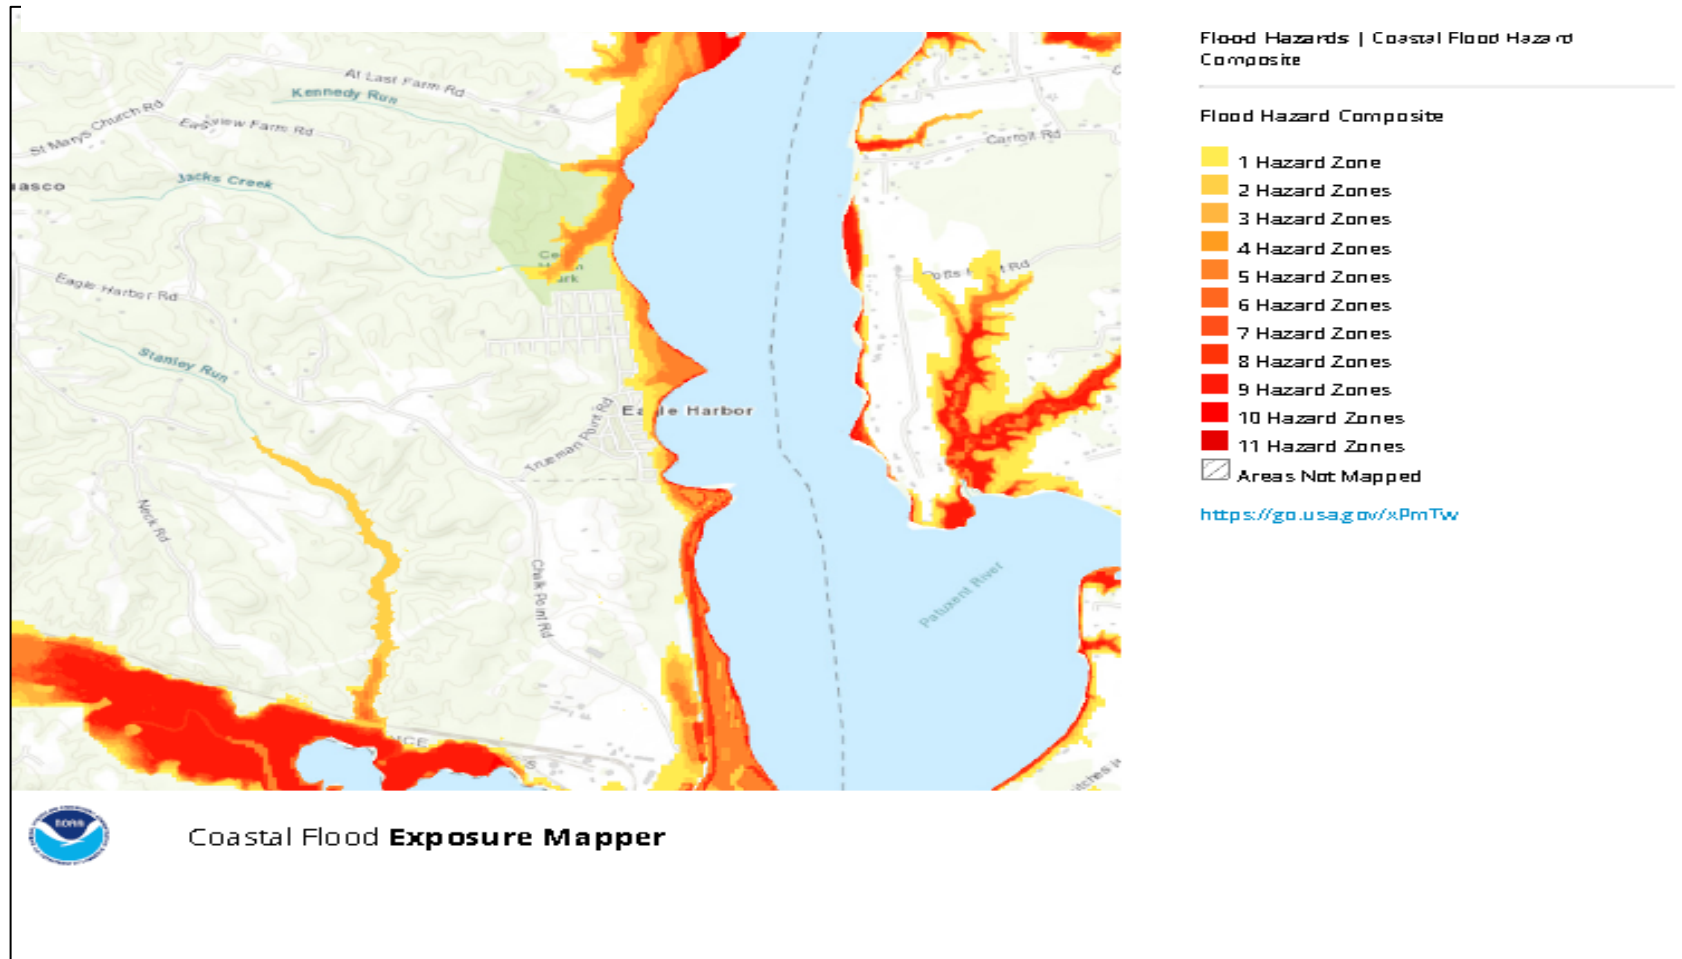 At Last Farm Rd
Kennedy Run
St Marys Church Rd
Eastview Farm Rd
Carroll Rd
Jacks Creek
Eagle Harbor Rd
Stanley Run
Eagle Harbor
Trueman Point Rd
Neck Rd
Chalk Point Rd
Patuxent River
NOAA
Coastal Flood Exposure Mapper
Flood Hazards | Coastal Flood Hazard
Composite
Flood Hazard Composite
1 Hazard Zone
2 Hazard Zones
3 Hazard Zones
4 Hazard Zones
5 Hazard Zones
6 Hazard Zones
7 Hazard Zones
8 Hazard Zones
9 Hazard Zones
10 Hazard Zones
11 Hazard Zones
Areas Not Mapped
https://go.usa.gov/xPmTw